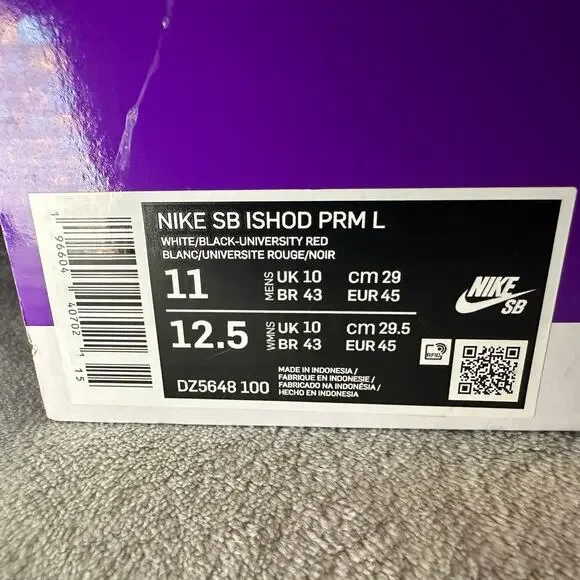 NIKE SB ISHOD PRM L
WHITE/BLACK-UNIVERSITY RED
BLANC/UNIVERSITE ROUGE/NOIR
11 MENS UK 10 CM 29
BR 43 EUR 45
12.5 WMNS UK 10 CM 29.5
BR 43 EUR 45
DZ5648 100
MADE IN INDONESIA/
FABRIQUE EN INDONESIE/
FABRICADO NA INDONÉSIA/
HECHO EN INDONESIA
NIKE
SB
RFID
1 96604 40702 1 15